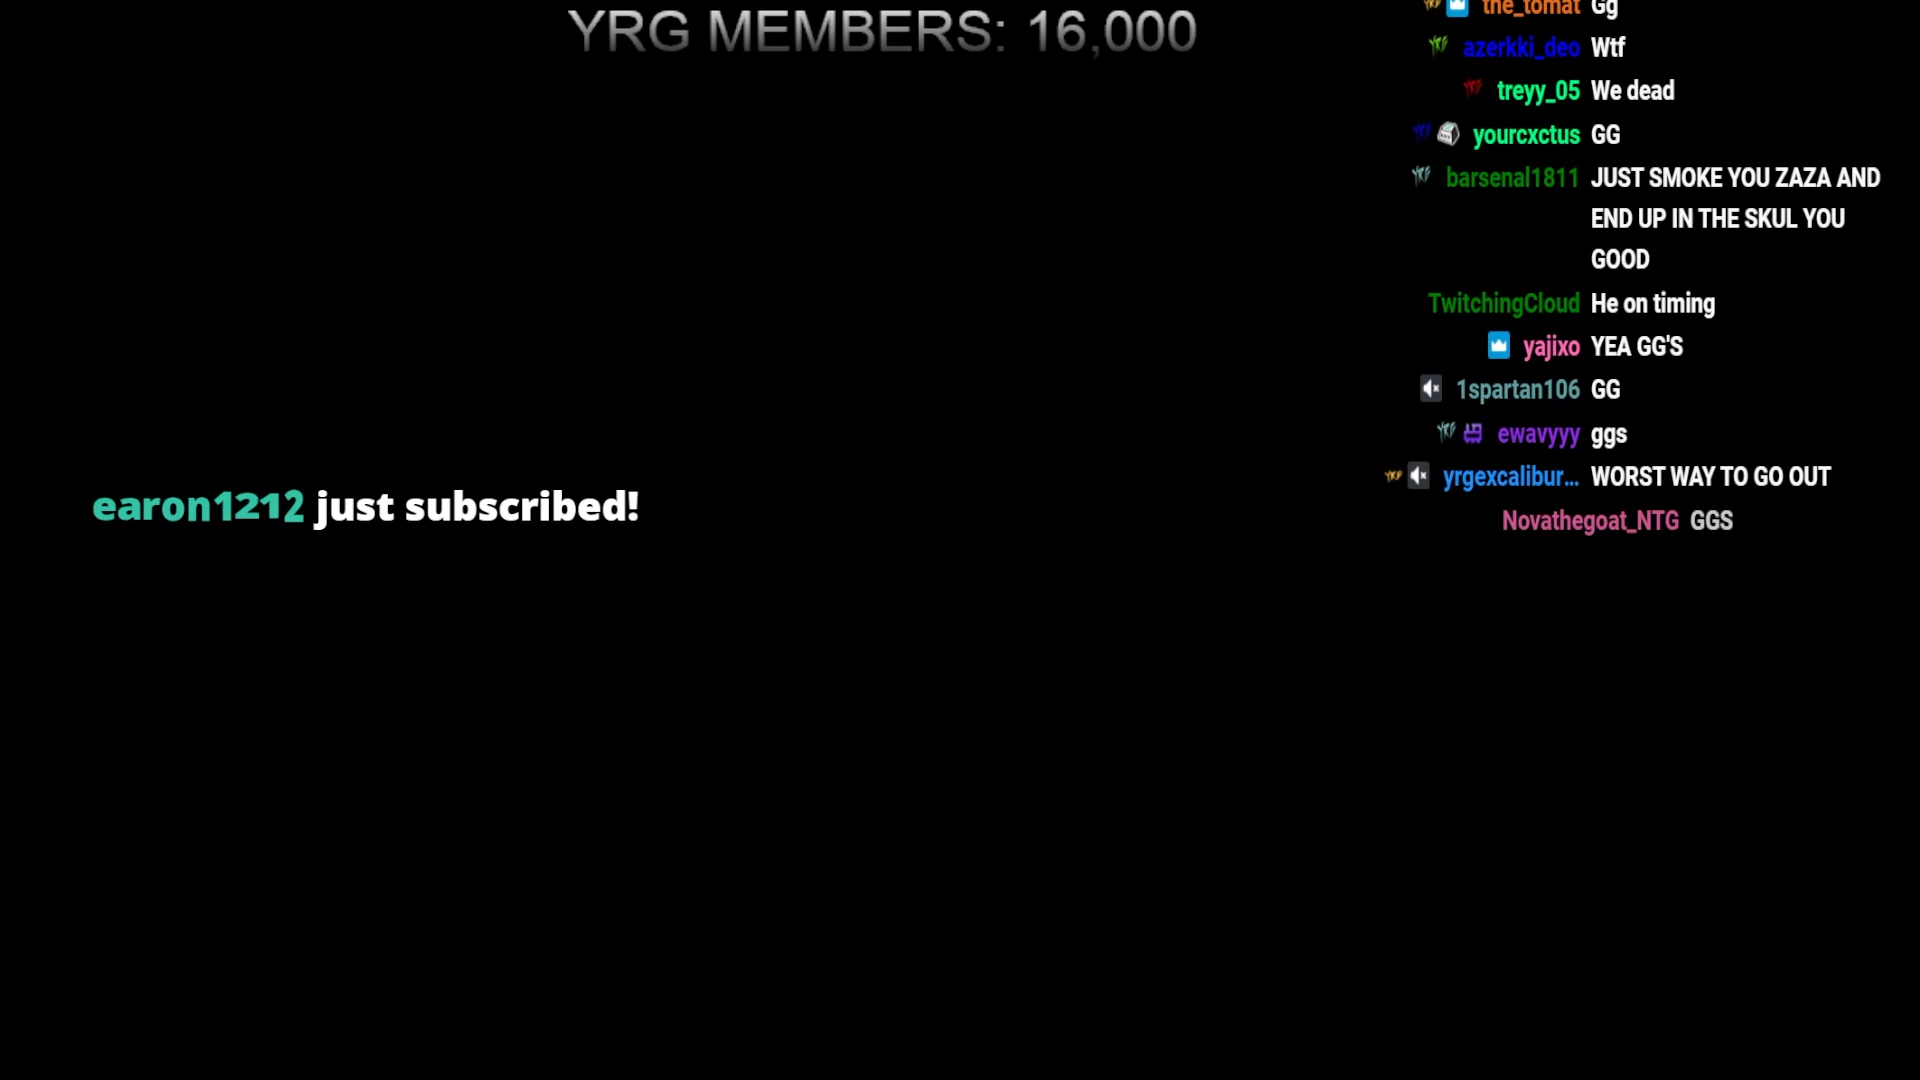 YRG MEMBERS: 16,000
the_tomat Gg
azerkki_deo Wtf
treyy_05 We dead
yourcxctus GG
barsenal1811 JUST SMOKE YOU ZAZA AND
END UP IN THE SKUL YOU
GOOD
TwitchingCloud He on timing
yajixo YEA GG'S
1spartan106 GG
ewavyyy ggs
yrgexcalibur... WORST WAY TO GO OUT
Novathegoat_NTG GGS
earon1212 just subscribed!